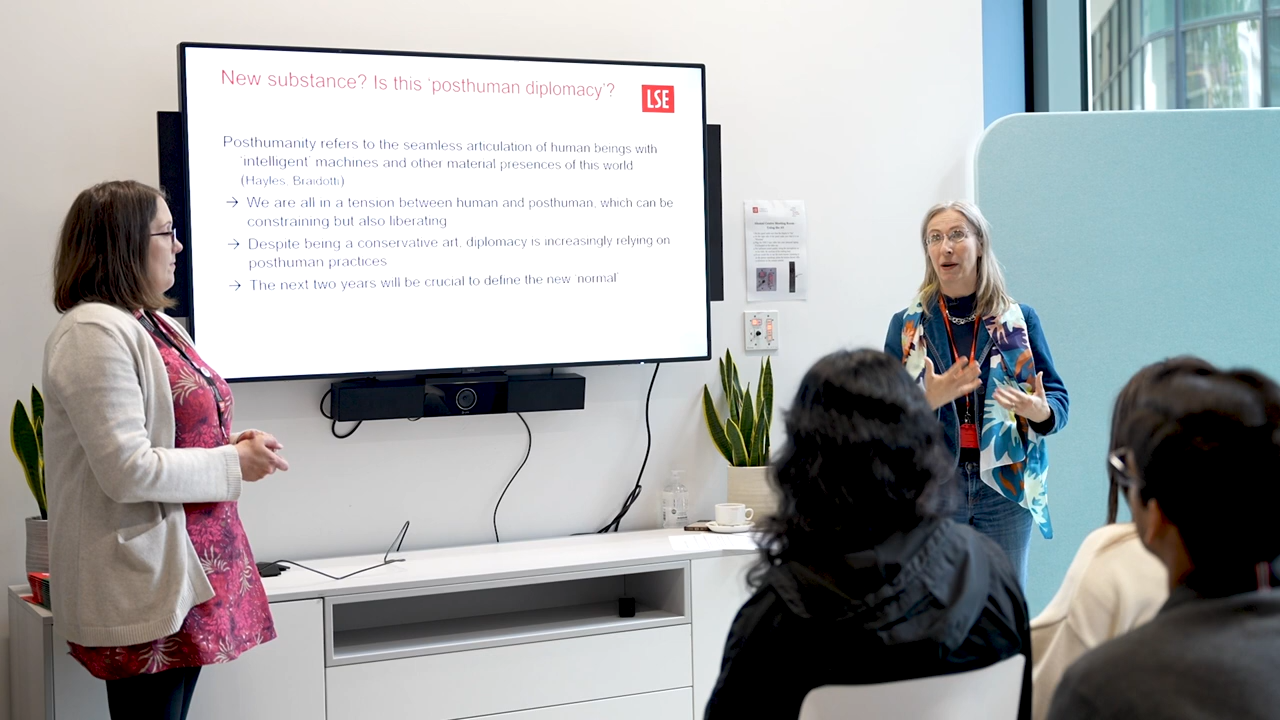 New substance? Is this 'posthuman diplomacy'?
LSE
Posthumanity refers to the seamless articulation of human beings with
'intelligent' machines and other material presences of this world
(Hayles, Braidotti)
→ We are all in a tension between human and posthuman, which can be
constraining but also liberating
→ Despite being a conservative art, diplomacy is increasingly relying on
posthuman practices
→ The next two years will be crucial to define the new 'normal'